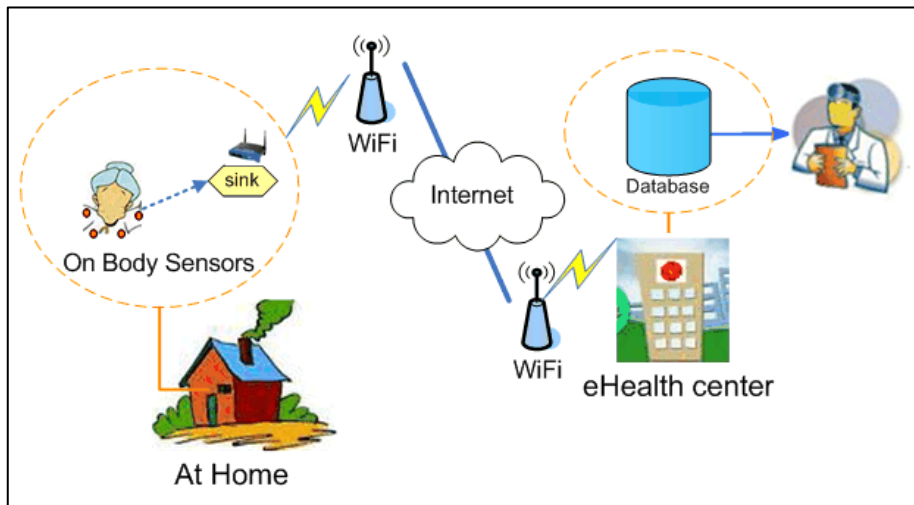 WiFi
sink
On Body Sensors
At Home
Internet
WiFi
Database
eHealth center